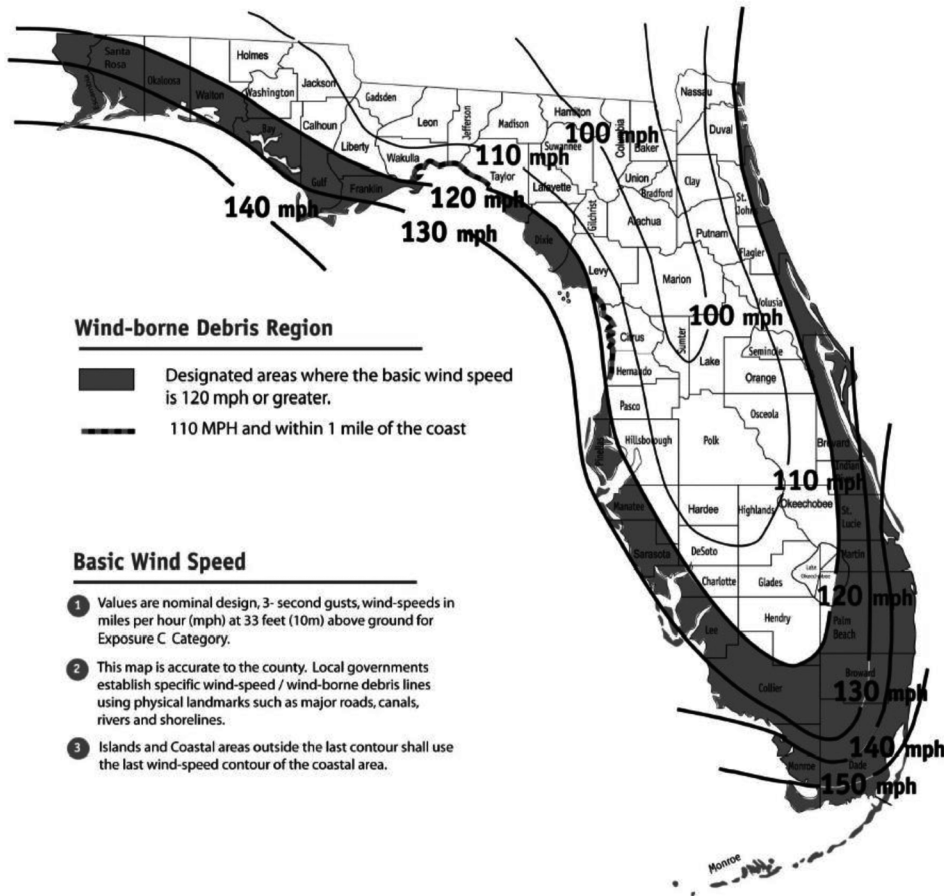 Santa
Rosa
Okaloosa
Walton
Holmes
Washington
Jackson
Bay
Calhoun
Gulf
Liberty
Franklin
Gadsden
Leon
Wakulla
Jefferson
Madison
Taylor
Hamilton
Suwannee
Lafayette
Dixie
Columbia
Baker
Union
Bradford
Gilchrist
Alachua
Levy
Nassau
Duval
Clay
St.
Johns
Putnam
Flagler
Marion
Volusia
Citrus
Sumter
Lake
Seminole
Hernando
Orange
Pasco
Osceola
Hillsborough
Polk
Pinellas
Brevard
Indian
Manatee
Hardee
Highlands
Okeechobee
St.
Lucie
Sarasota
DeSoto
Martin
Charlotte
Glades
Lake
Okeechobee
Lee
Hendry
Palm
Beach
Collier
Broward
Monroe
Dade
Monroe
100 mph
110 mph
120 mph
140 mph
130 mph
100 mph
110 mph
120 mph
130 mph
140 mph
150 mph
Wind-borne Debris Region
Designated areas where the basic wind speed
is 120 mph or greater.
110 MPH and within 1 mile of the coast
Basic Wind Speed
1 Values are nominal design, 3- second gusts, wind-speeds in
miles per hour (mph) at 33 feet (10m) above ground for
Exposure C Category.
2 This map is accurate to the county. Local governments
establish specific wind-speed / wind-borne debris lines
using physical landmarks such as major roads, canals,
rivers and shorelines.
3 Islands and Coastal areas outside the last contour shall use
the last wind-speed contour of the coastal area.